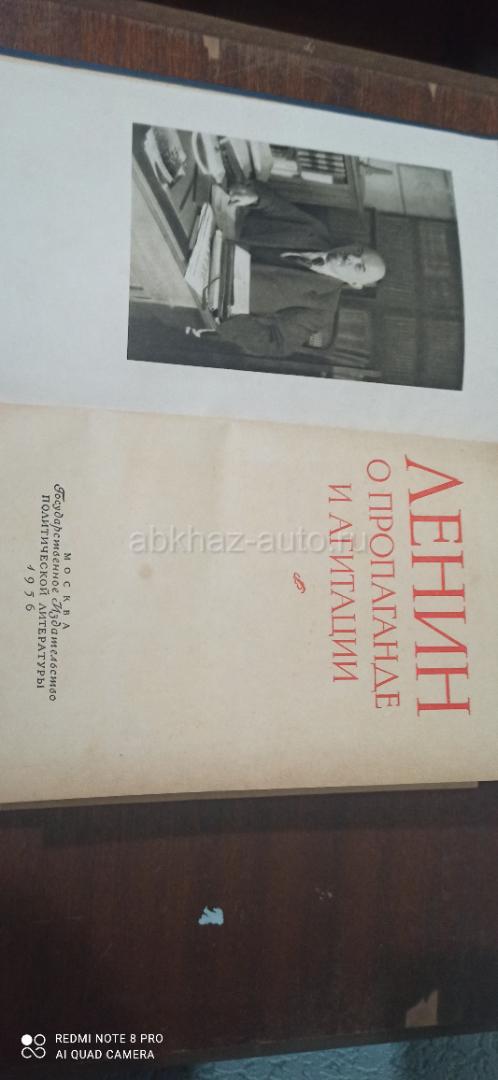 ЛЕНИН
О ПРОПАГАНДЕ
И АГИТАЦИИ
МОСКВА
Государственное Издательство
ПОЛИТИЧЕСКОЙ ЛИТЕРАТУРЫ
1956
abkhaz-auto.ru
REDMI NOTE 8 PRO
AI QUAD CAMERA